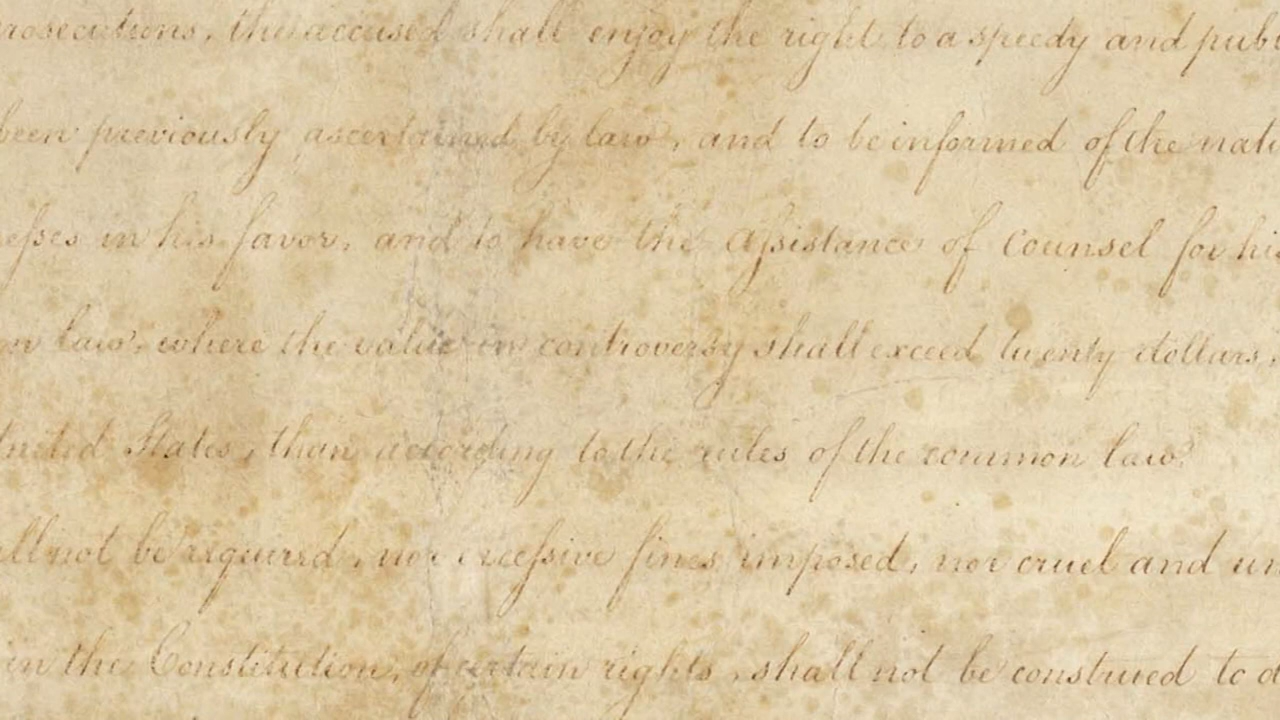 rosecutions, the accused shall enjoy the right to a speedy and publ
been previously ascertained by law, and to be informed of the natu
eſses in his favor, and to have the Aſsistance of Counsel for his
on law, where the value in controversy shall exceed twenty dollars,
United States, than according to the rules of the common law.
all not be required, nor exceſsive fines imposed, nor cruel and un
in the Constitution, of certain rights, shall not be construed to d